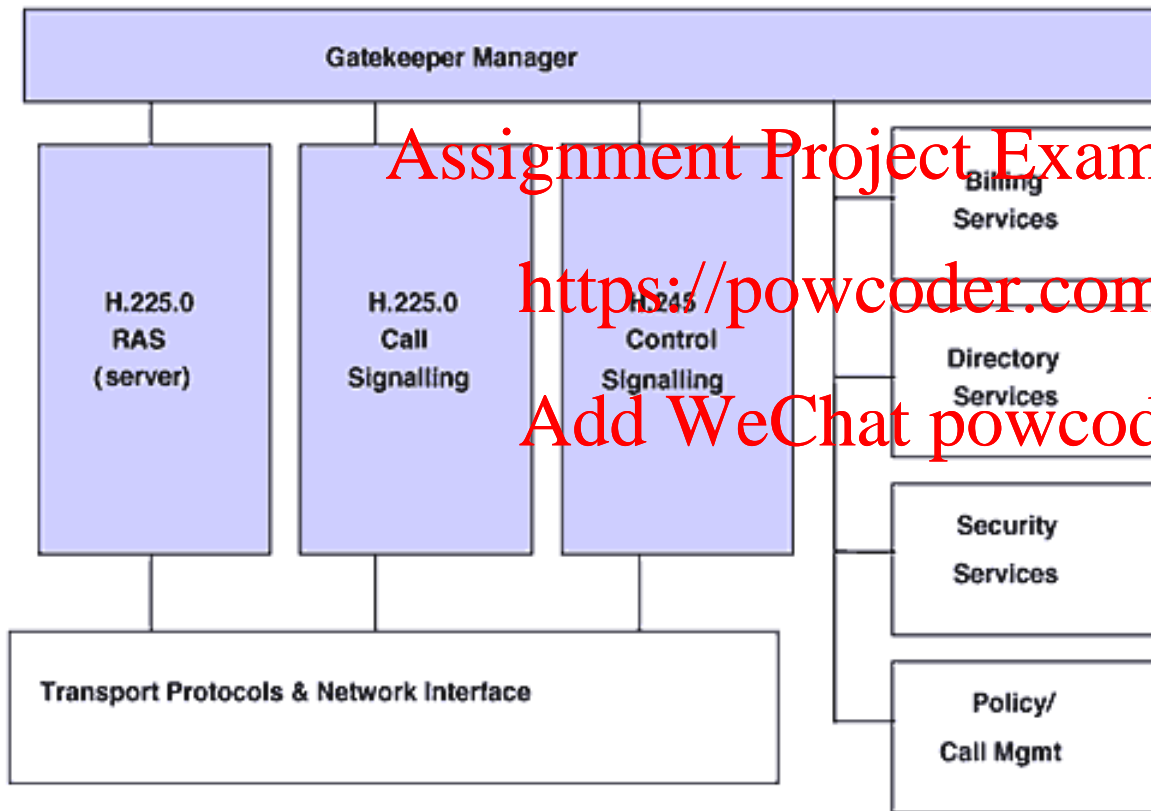 Gatekeeper Manager
Assignment Project Exam
Billing
Services
H.225.0
RAS
(server)
H.225.0
Call
Signalling
https://powcoder.com
H.245
Control
Signalling
Directory
Services
Add WeChat powcod
Security
Services
Transport Protocols & Network Interface
Policy/
Call Mgmt